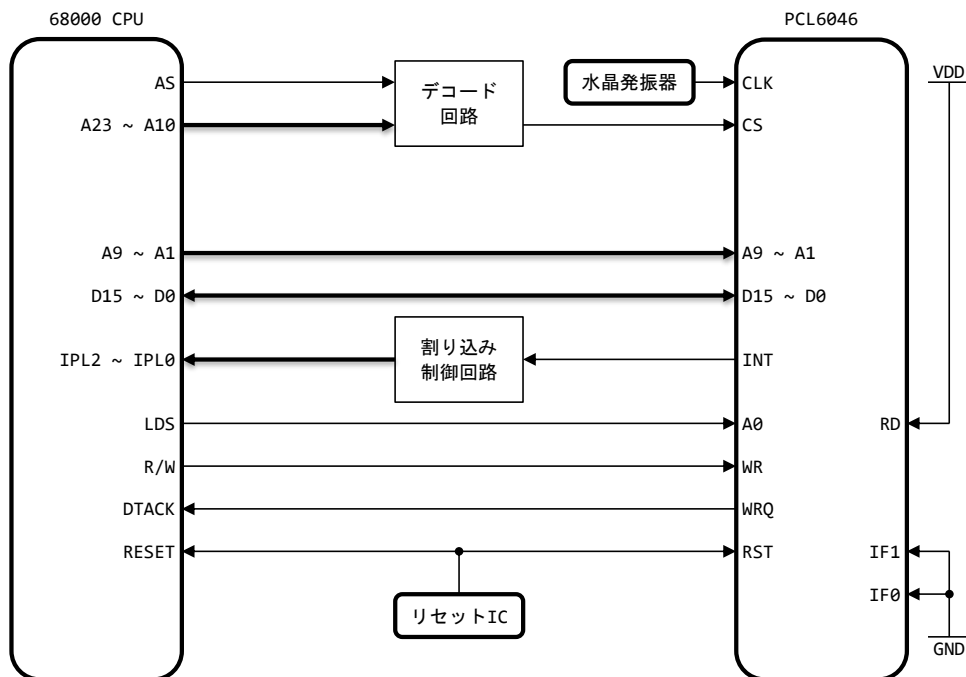 68000 CPU
PCL6046
AS
デコード
回路
水晶発振器
CLK
VDD
A23 ~ A10
CS
A9 ~ A1
A9 ~ A1
D15 ~ D0
D15 ~ D0
IPL2 ~ IPL0
割り込み
制御回路
INT
LDS
A0
RD
R/W
WR
DTACK
WRQ
RESET
RST
IF1
リセットIC
IF0
GND